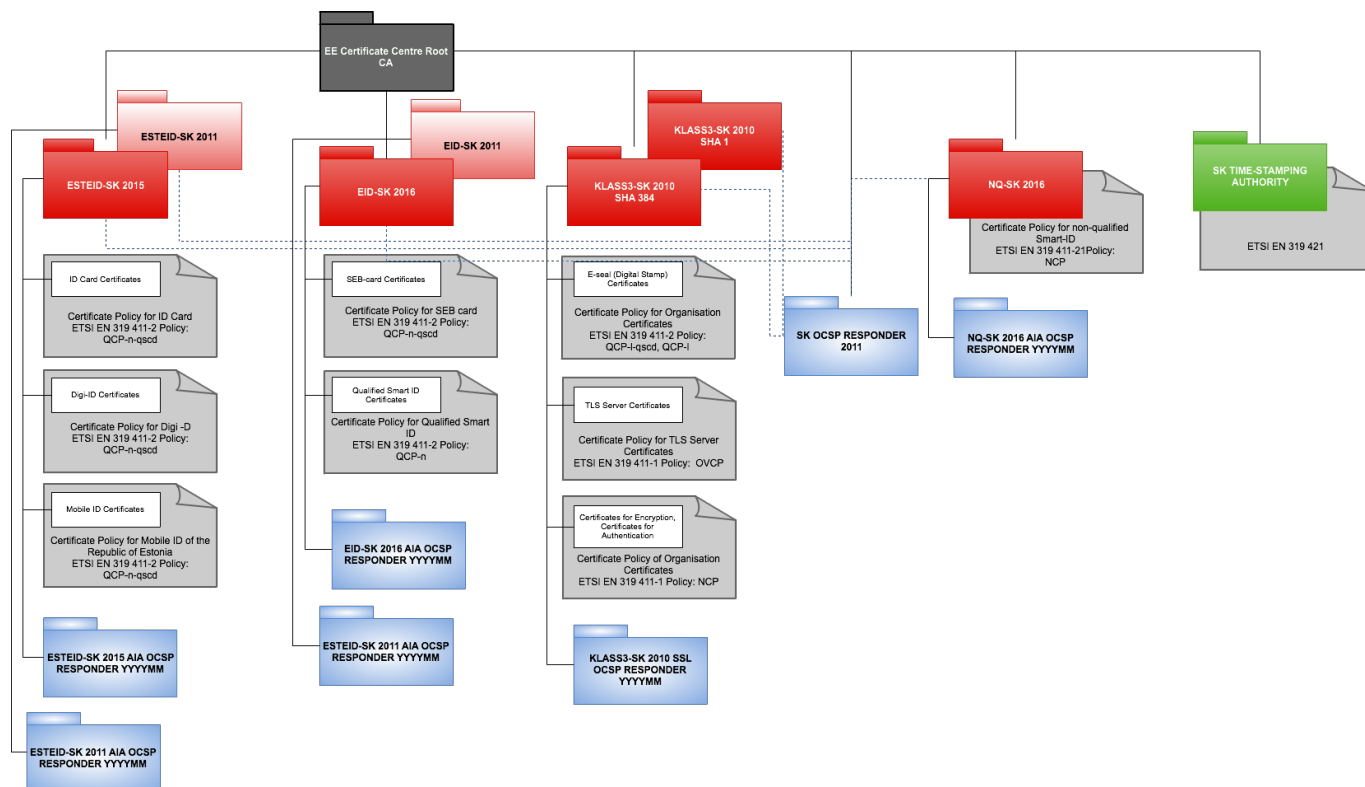 EE Certificate Centre Root
CA
ESTEID-SK 2011
ESTEID-SK 2015
ID Card Certificates
Certificate Policy for ID Card
ETSI EN 319 411-2 Policy:
QCP-n-qscd
Digi-ID Certificates
Certificate Policy for Digi -D
ETSI EN 319 411-2 Policy:
QCP-n-qscd
Mobile ID Certificates
Certificate Policy for Mobile ID of the
Republic of Estonia
ETSI EN 319 411-2 Policy:
QCP-n-qscd
ESTEID-SK 2015 AIA OCSP
RESPONDER YYYYMM
ESTEID-SK 2011 AIA OCSP
RESPONDER YYYYMM
EID-SK 2011
EID-SK 2016
SEB-card Certificates
Certificate Policy for SEB card
ETSI EN 319 411-2 Policy:
QCP-n-qscd
Qualified Smart ID
Certificates
Certificate Policy for Qualified Smart
ID
ETSI EN 319 411-2 Policy:
QCP-n
EID-SK 2016 AIA OCSP
RESPONDER YYYYMM
ESTEID-SK 2011 AIA OCSP
RESPONDER YYYYMM
KLASS3-SK 2010
SHA 1
KLASS3-SK 2010
SHA 384
E-seal (Digital Stamp)
Certificates
Certificate Policy for Organisation
Certificates
ETSI EN 319 411-2 Policy:
QCP-l-qscd, QCP-l
TLS Server Certificates
Certificate Policy for TLS Server
Certificates
ETSI EN 319 411-1 Policy: OVCP
Certificates for Encryption,
Certificates for
Authentication
Certificate Policy of Organisation
Certificates
ETSI EN 319 411-1 Policy: NCP
KLASS3-SK 2010 SSL
OCSP RESPONDER
YYYYMM
SK OCSP RESPONDER
2011
NQ-SK 2016
Certificate Policy for non-qualified
Smart-ID
ETSI EN 319 411-21Policy:
NCP
NQ-SK 2016 AIA OCSP
RESPONDER YYYYMM
SK TIME-STAMPING
AUTHORITY
ETSI EN 319 421